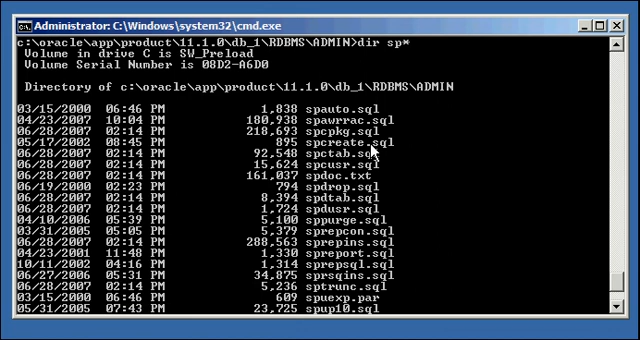 Administrator: C:\Windows\system32\cmd.exe
c:\oracle\app\product\11.1.0\db_1\RDBMS\ADMIN>dir sp*
Volume in drive C is SW_Preload
Volume Serial Number is 08D2-A6D0
Directory of c:\oracle\app\product\11.1.0\db_1\RDBMS\ADMIN
03/15/2000 06:46 PM 1,838 spauto.sql
04/23/2007 10:04 PM 180,938 spawrrac.sql
06/28/2007 02:14 PM 218,693 spcpkg.sql
05/17/2002 08:45 PM 895 spcreate.sql
06/28/2007 02:14 PM 92,548 spctab.sql
06/28/2007 02:14 PM 15,624 spcusr.sql
06/28/2007 02:14 PM 161,037 spdoc.txt
06/19/2000 02:23 PM 794 spdrop.sql
06/28/2007 02:14 PM 8,394 spdtab.sql
06/28/2007 02:14 PM 1,724 spdusr.sql
04/10/2006 05:39 PM 5,100 sppurge.sql
03/31/2005 05:05 PM 5,379 sprepcon.sql
06/28/2007 02:14 PM 288,563 sprepins.sql
04/23/2001 11:48 PM 1,330 spreport.sql
10/11/2002 04:16 PM 1,314 sprepsql.sql
06/27/2006 05:31 PM 34,875 sprsqins.sql
06/28/2007 02:14 PM 5,236 sptrunc.sql
03/15/2000 06:46 PM 609 spuexp.par
05/31/2005 07:43 PM 23,725 spup10.sql